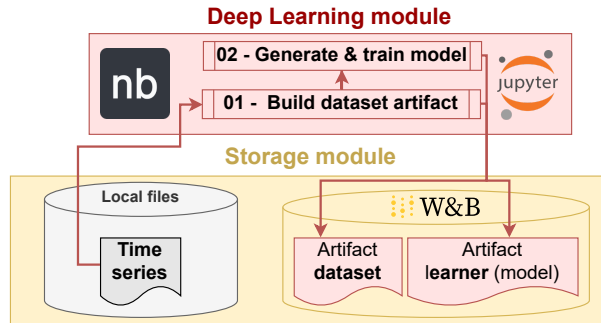 Deep Learning module
nb
02 - Generate & train model
01 - Build dataset artifact
jupyter
Storage module
Local files
Time
series
W&B
Artifact
dataset
Artifact
learner (model)